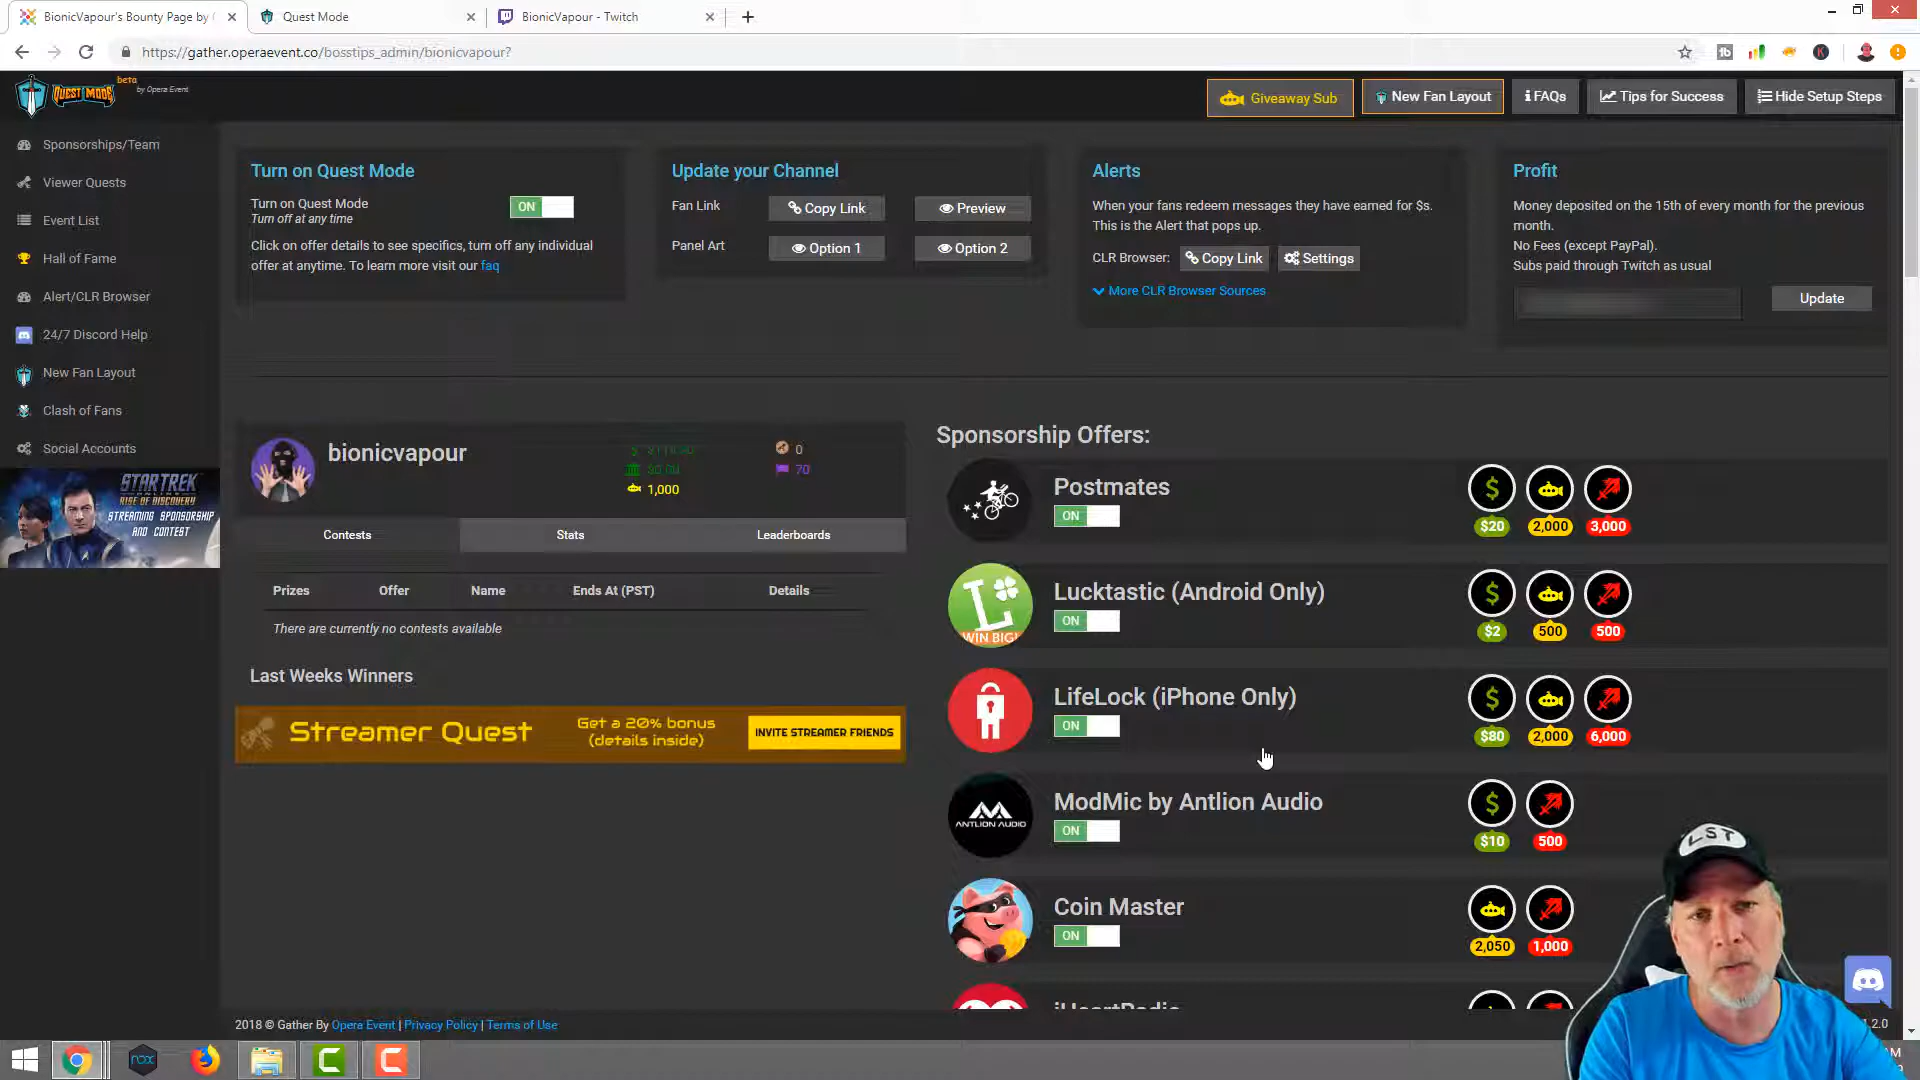 BionicVapour's Bounty Page by
Quest Mode
BionicVapour - Twitch
https://gather.operaevent.co/bosstips_admin/bionicvapour?
QUEST MODE
beta
by Opera Event
Giveaway Sub
New Fan Layout
FAQs
Tips for Success
Hide Setup Steps
Sponsorships/Team
Viewer Quests
Event List
Hall of Fame
Alert/CLR Browser
24/7 Discord Help
New Fan Layout
Clash of Fans
Social Accounts
STAR TREK
ONLINE
RISE OF DISCOVERY
STREAMING SPONSORSHIP
AND CONTEST
Turn on Quest Mode
Turn on Quest Mode
Turn off at any time
ON
Click on offer details to see specifics, turn off any individual
offer at anytime. To learn more visit our faq
Update your Channel
Fan Link
Copy Link
Preview
Panel Art
Option 1
Option 2
Alerts
When your fans redeem messages they have earned for $s.
This is the Alert that pops up.
CLR Browser:
Copy Link
Settings
More CLR Browser Sources
Profit
Money deposited on the 15th of every month for the previous
month.
No Fees (except PayPal).
Subs paid through Twitch as usual
Update
bionicvapour
0
70
1,000
Contests
Stats
Leaderboards
Prizes
Offer
Name
Ends At (PST)
Details
There are currently no contests available
Last Weeks Winners
Streamer Quest
Get a 20% bonus
(details inside)
INVITE STREAMER FRIENDS
Sponsorship Offers:
Postmates
ON
$20
2,000
3,000
L
WIN BIG!
Lucktastic (Android Only)
ON
$2
500
500
LifeLock (iPhone Only)
ON
$80
2,000
6,000
ANTLION AUDIO
ModMic by Antlion Audio
ON
$10
500
Coin Master
ON
2,050
1,000
iHeartRadio
LST
2018 © Gather By Opera Event | Privacy Policy | Terms of Use
1.2.0
nox